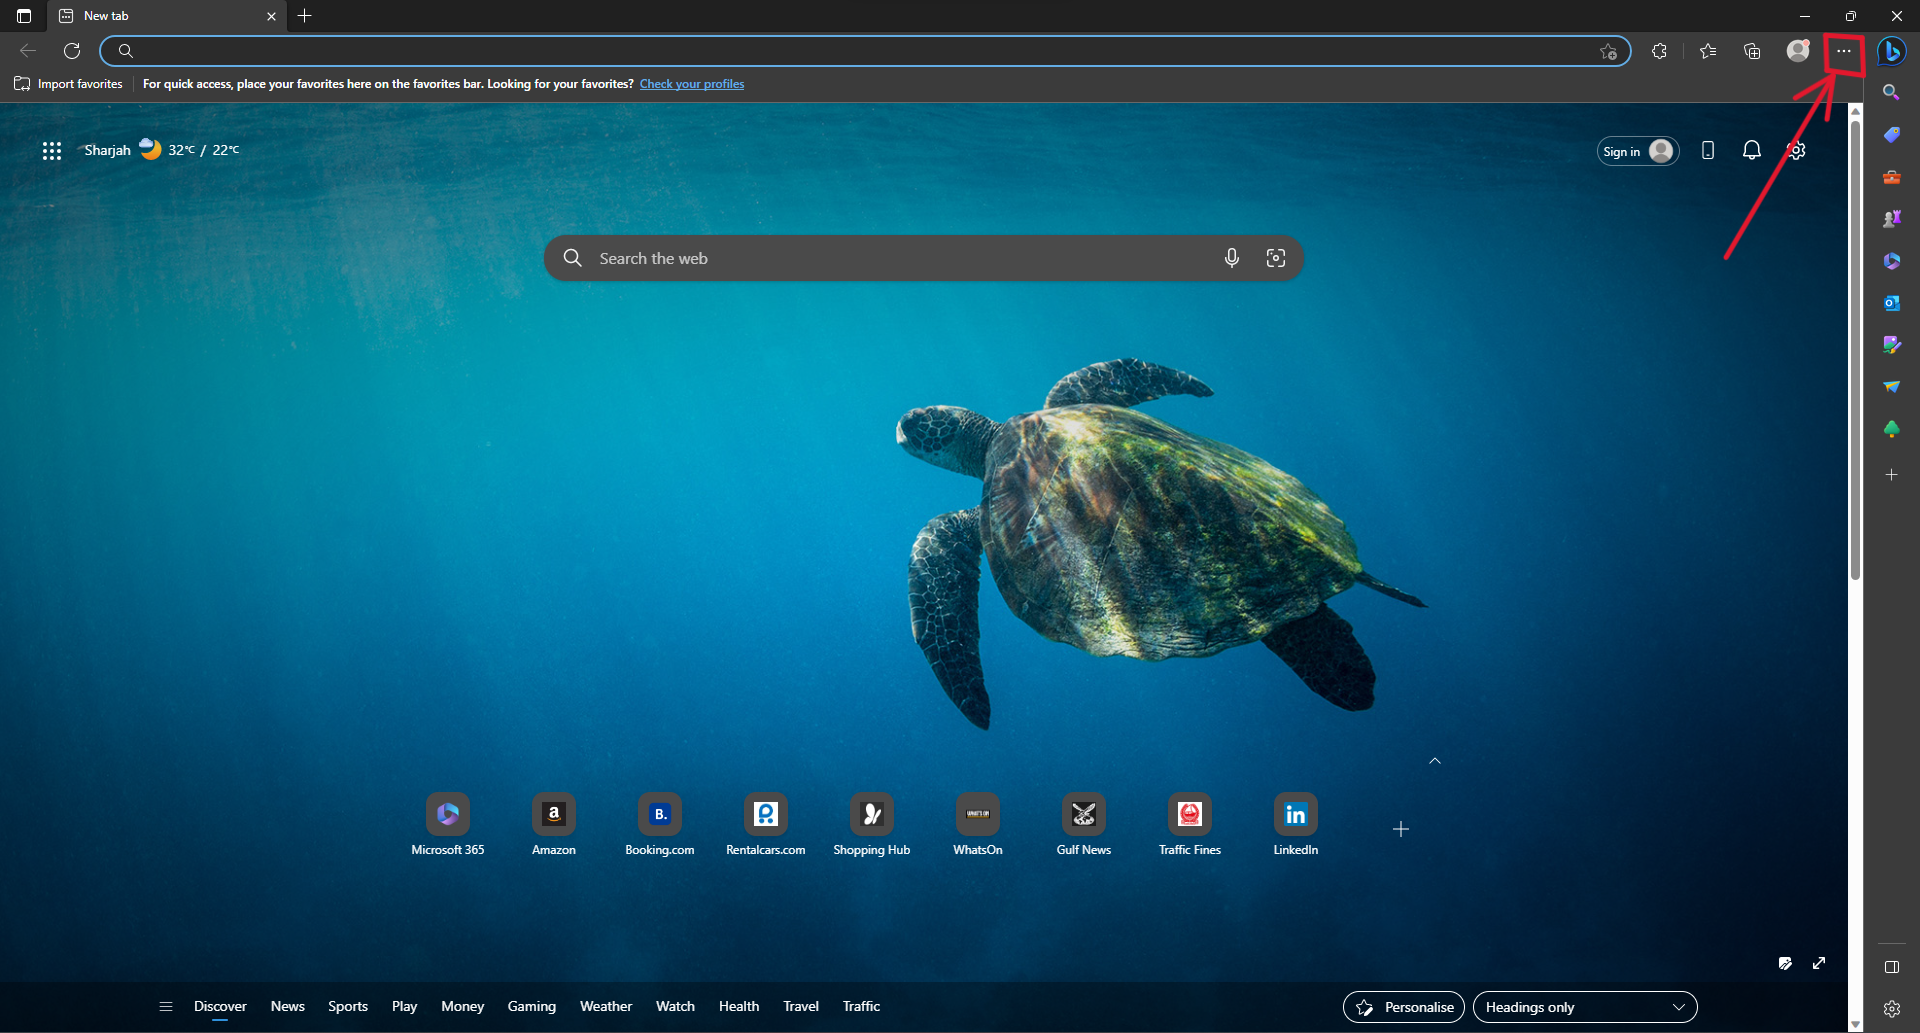 New tab
Import favorites
For quick access, place your favorites here on the favorites bar. Looking for your favorites? Check your profiles
Sharjah 32°C / 22°C
Sign in
Search the web
a
B.
WHAT'S ON
in
Microsoft 365
Amazon
Booking.com
Rentalcars.com
Shopping Hub
WhatsOn
Gulf News
Traffic Fines
LinkedIn
Discover
News
Sports
Play
Money
Gaming
Weather
Watch
Health
Travel
Traffic
Personalise
Headings only